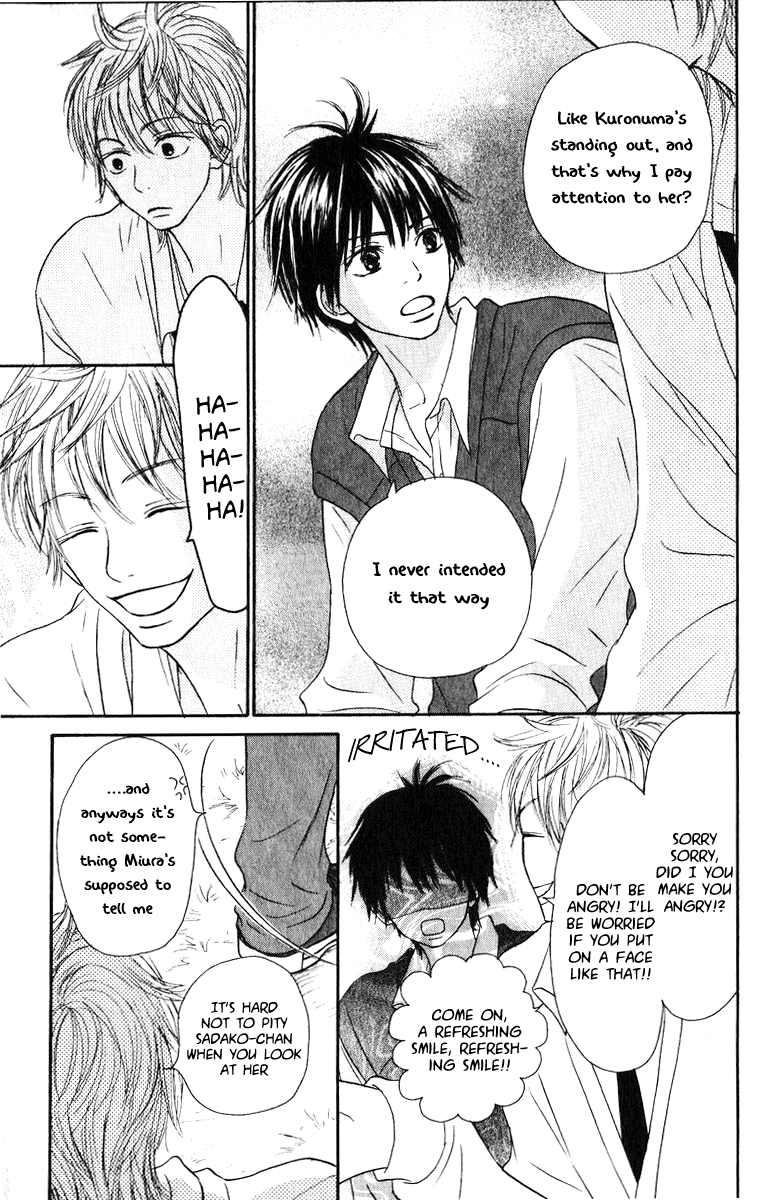 Like Kuronuma's
standing out, and
that's why I pay
attention to her?
I never intended
it that way
HA-
HA-
HA-
HA-
HA!
SORRY
SORRY,
DID I YOU
MAKE YOU
ANGRY!?
DON'T BE
ANGRY! I'LL
BE WORRIED
IF YOU PUT
ON A FACE
LIKE THAT!!
IRRITATED....
COME ON,
A REFRESHING
SMILE, REFRESH-
ING SMILE!!
....and
anyways it's
not some-
thing Miura's
supposed to
tell me
IT'S HARD
NOT TO PITY
SADAKO-CHAN
WHEN YOU LOOK
AT HER